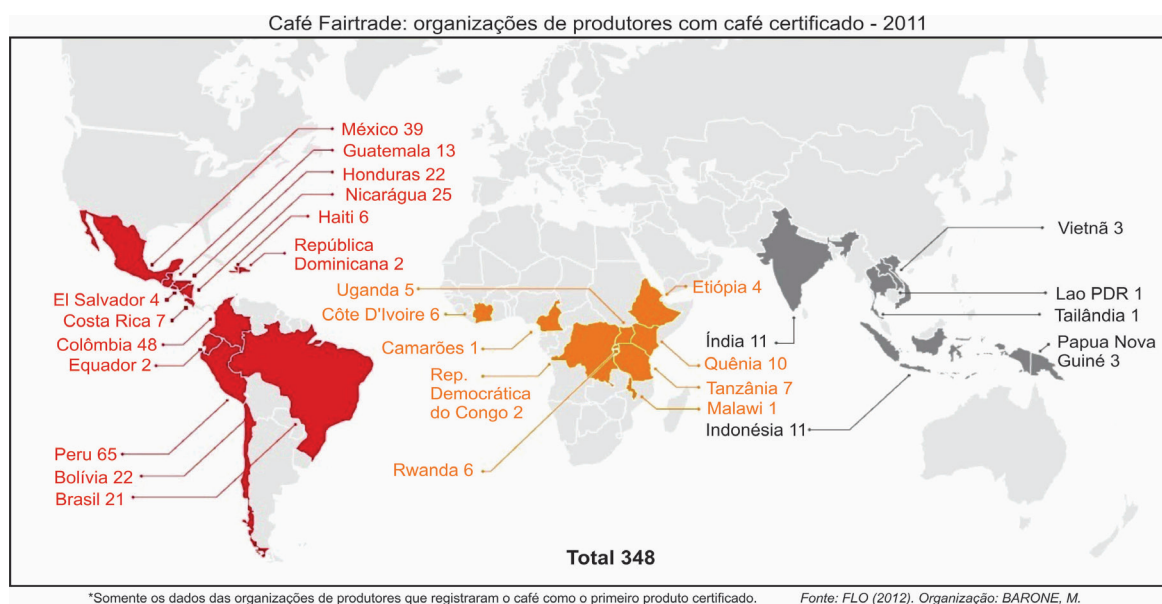 Café Fairtrade: organizações de produtores com café certificado - 2011
México 39
Guatemala 13
Honduras 22
Nicarágua 25
Haiti 6
República
Dominicana 2
El Salvador 4
Costa Rica 7
Colômbia 48
Equador 2
Peru 65
Bolívia 22
Brasil 21
Uganda 5
Côte D'Ivoire 6
Camarões 1
Rep.
Democrática
do Congo 2
Rwanda 6
Etiópia 4
Quênia 10
Tanzânia 7
Malawi 1
Índia 11
Indonésia 11
Vietnã 3
Lao PDR 1
Tailândia 1
Papua Nova
Guiné 3
Total 348
*Somente os dados das organizações de produtores que registraram o café como o primeiro produto certificado.
Fonte: FLO (2012). Organização: BARONE, M.